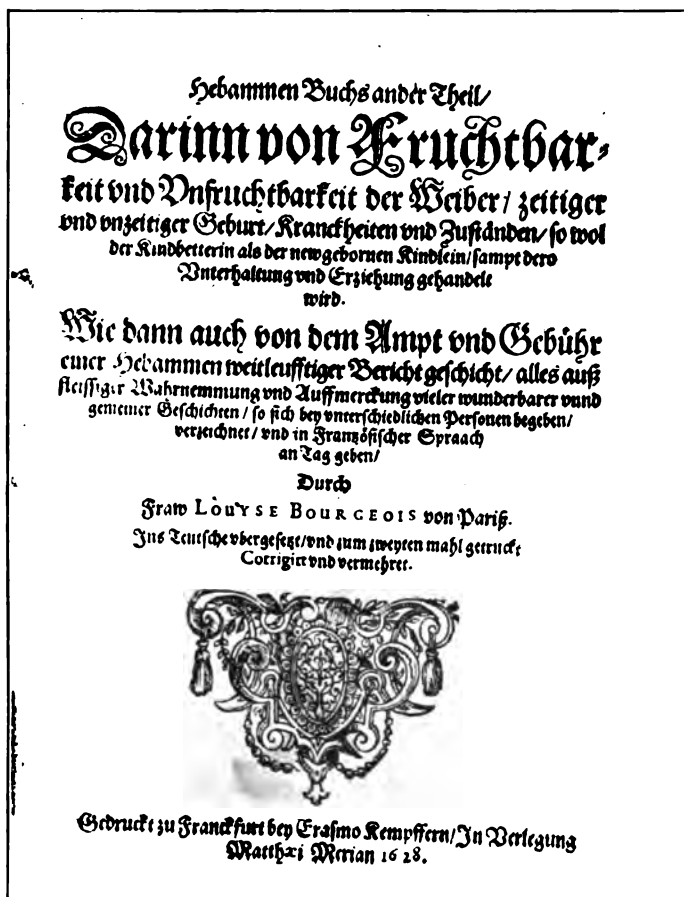 Hebammen Buchs ander Theil/
Darinn von Fruchtbar-
keit vnd Vnfruchtbarkeit der Weiber/ zeitiger
vnd vnzeitiger Geburt/ Kranckheiten vnd Zuständen/ so wol
der Kindbetterin als der newgebornen Kindlein/ sampt dero
Vnterhaltung vnd Erziehung gehandelt
wird.
Wie dann auch von dem Ampt vnd Gebühr
einer Hebammen weitleufftiger Bericht geschicht/ alles auß
fleissiger Wahrnemmung vnd Auffmerckung vieler wunderbarer vnnd
gemeiner Geschichten/ so sich bey vnterschiedlichen Personen begeben/
verzeichnet/ vnd in Französischer Spraach
an Tag geben/
Durch
Fraw LOUYSE BOURGEOIS von Pariß.
Ins Teutsche vbergesetzt/ vnd zum zweyten mahl getruckt
Corrigirt vnd vermehret.
Gedruckt zu Franckfurt bey Erasmo Kempffern/ In Verlegung
Matthæi Merian 1628.